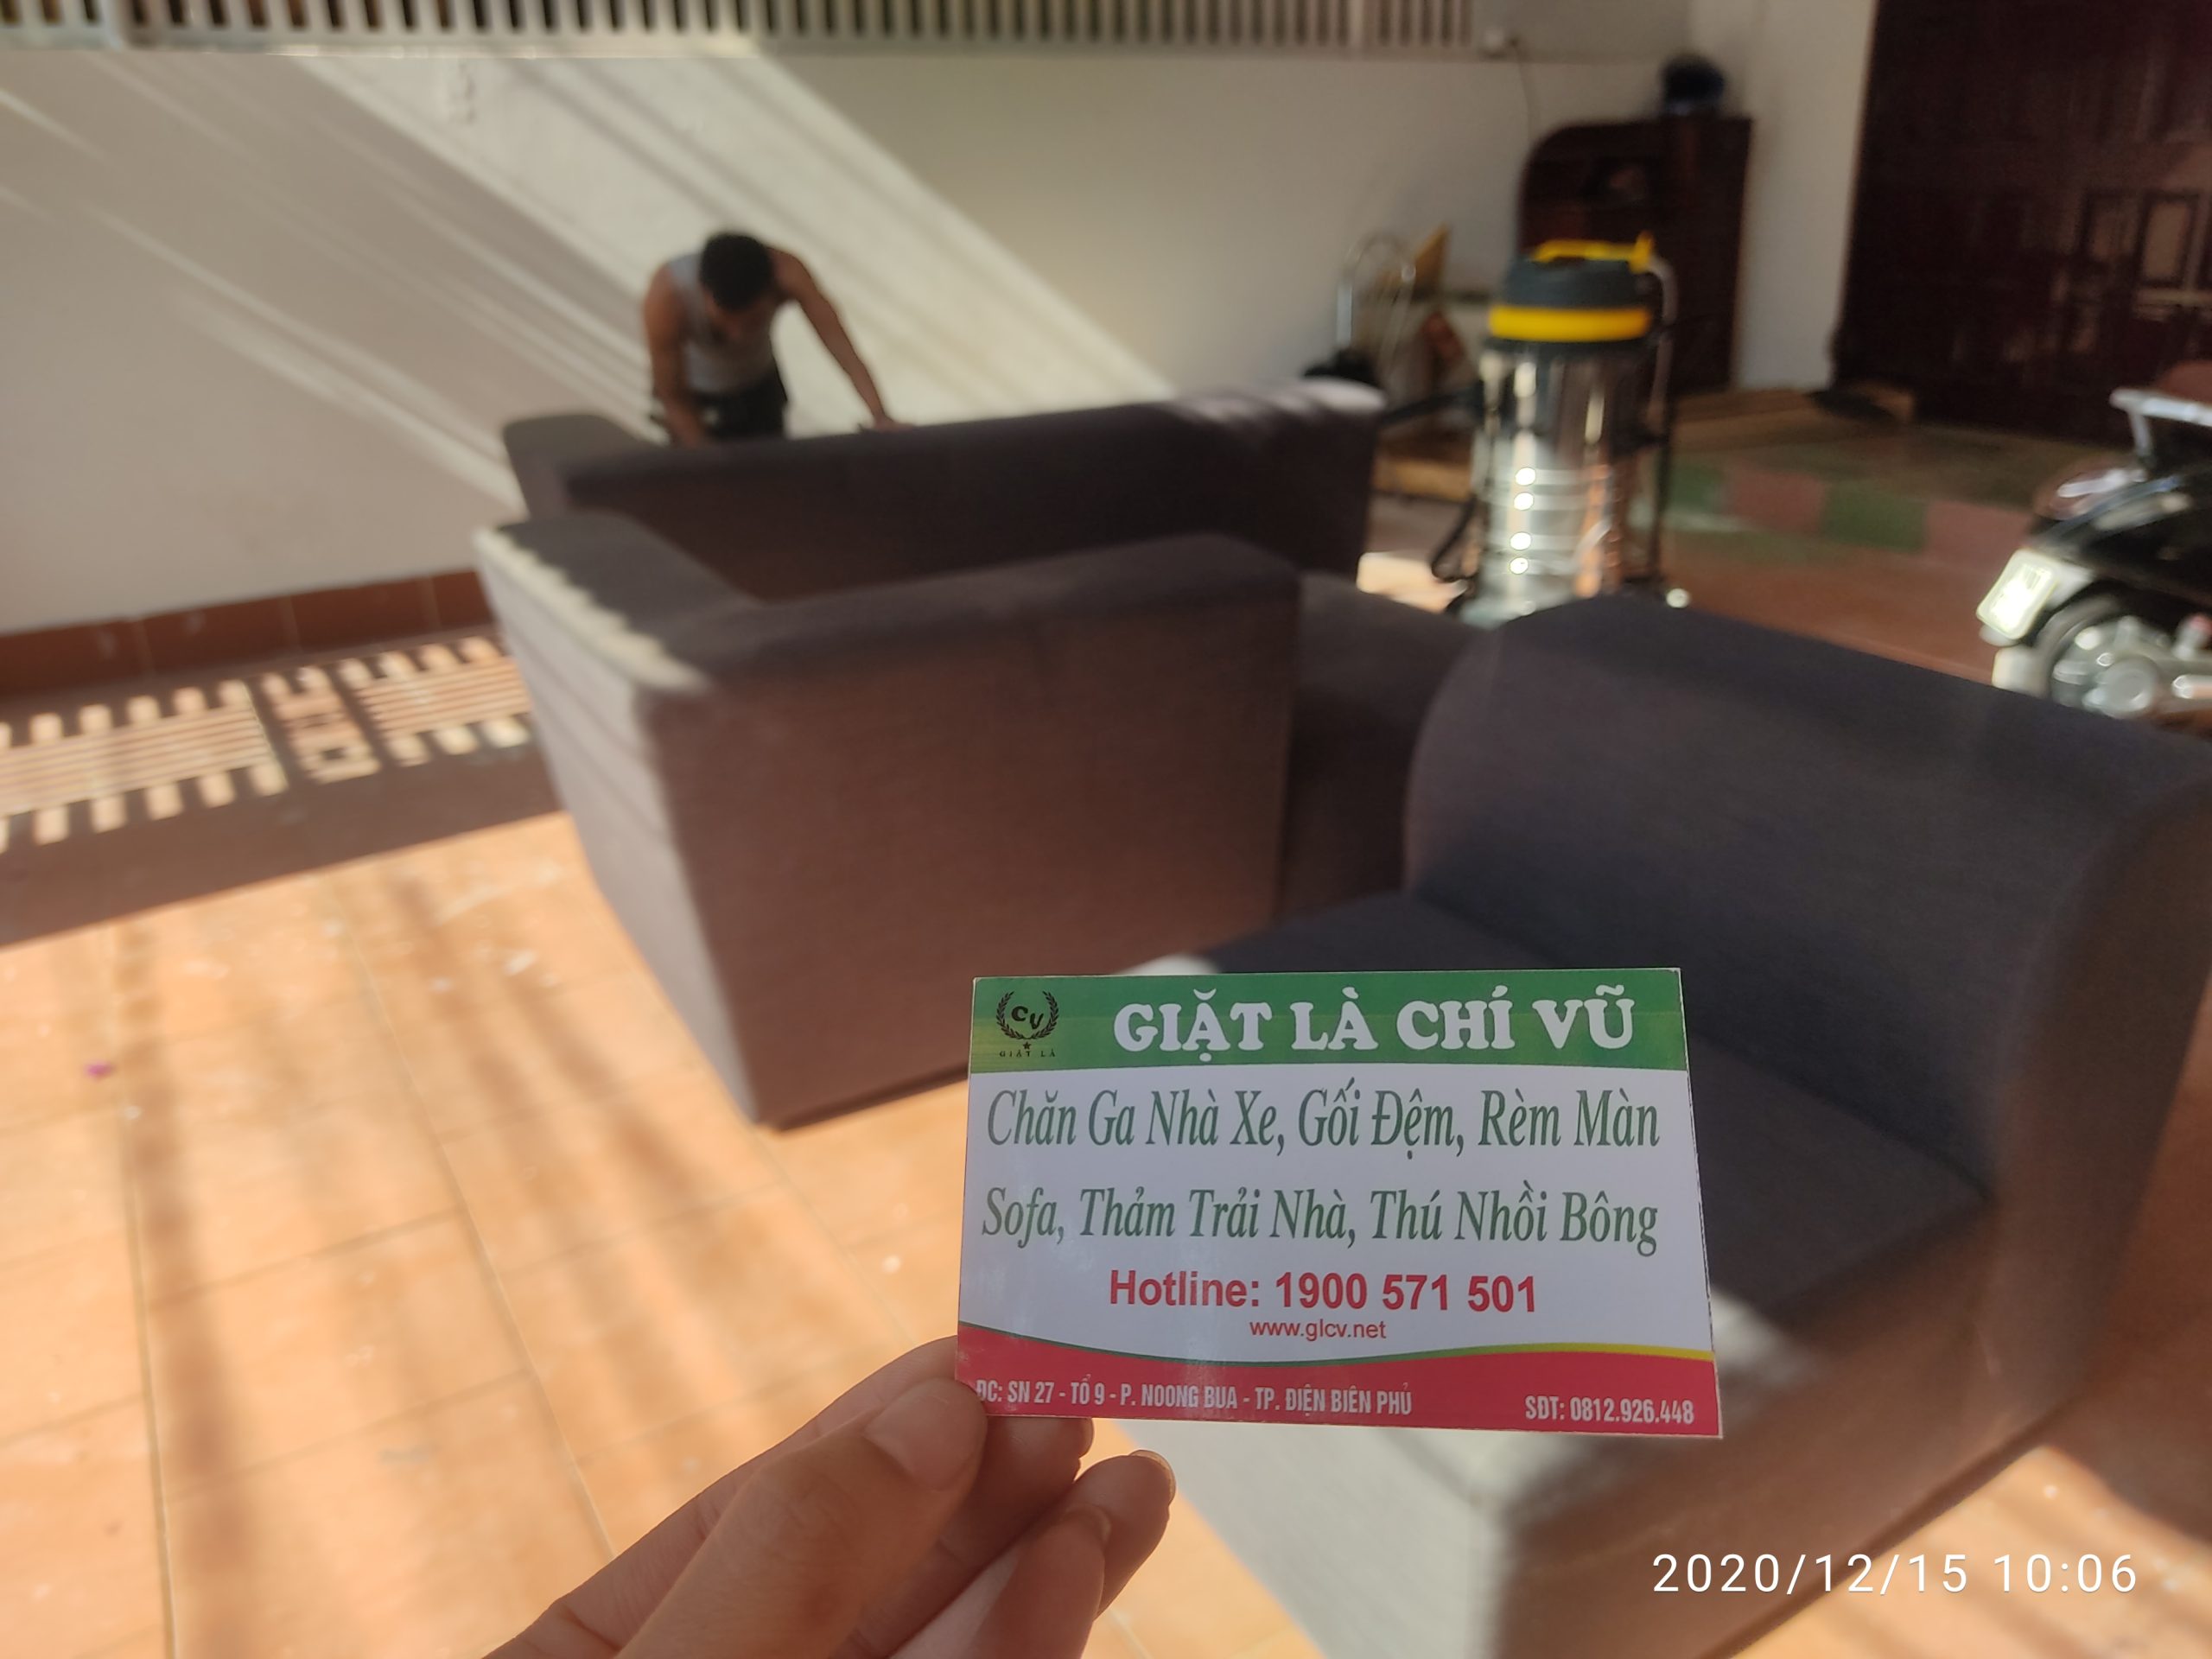 CV
GIẶT LÀ
GIẶT LÀ CHÍ VŨ
Chăn Ga Nhà Xe, Gối Đệm, Rèm Màn
Sofa, Thảm Trải Nhà, Thú Nhồi Bông
Hotline: 1900 571 501
www.glcv.net
ĐC: SN 27 - TỔ 9 - P. NOONG BUA - TP. ĐIỆN BIÊN PHỦ
SĐT: 0812.926.448
2020/12/15 10:06